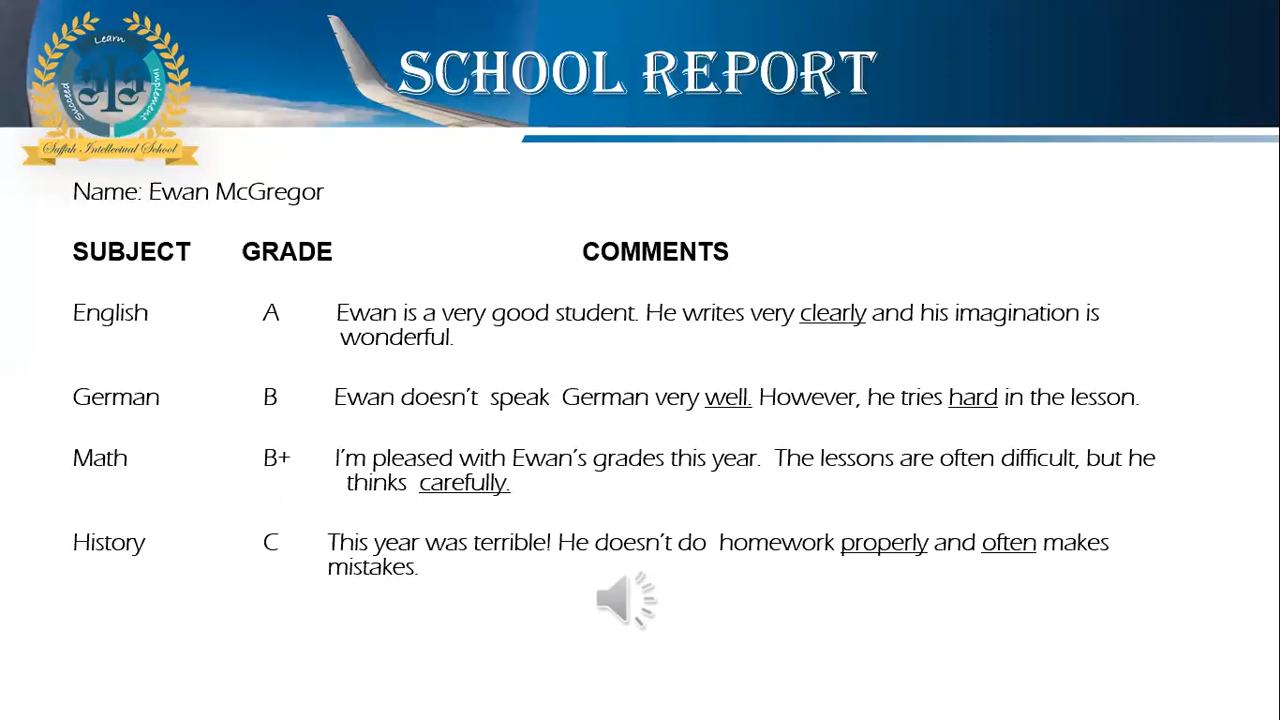 Learn
Implement
Succeed
Suffah Intellectual School
SCHOOL REPORT
Name: Ewan McGregor
SUBJECT GRADE COMMENTS
English A Ewan is a very good student. He writes very clearly and his imagination is
wonderful.
German B Ewan doesn't speak German very well. However, he tries hard in the lesson.
Math B+ I'm pleased with Ewan's grades this year. The lessons are often difficult, but he
thinks carefully.
History C This year was terrible! He doesn't do homework properly and often makes
mistakes.